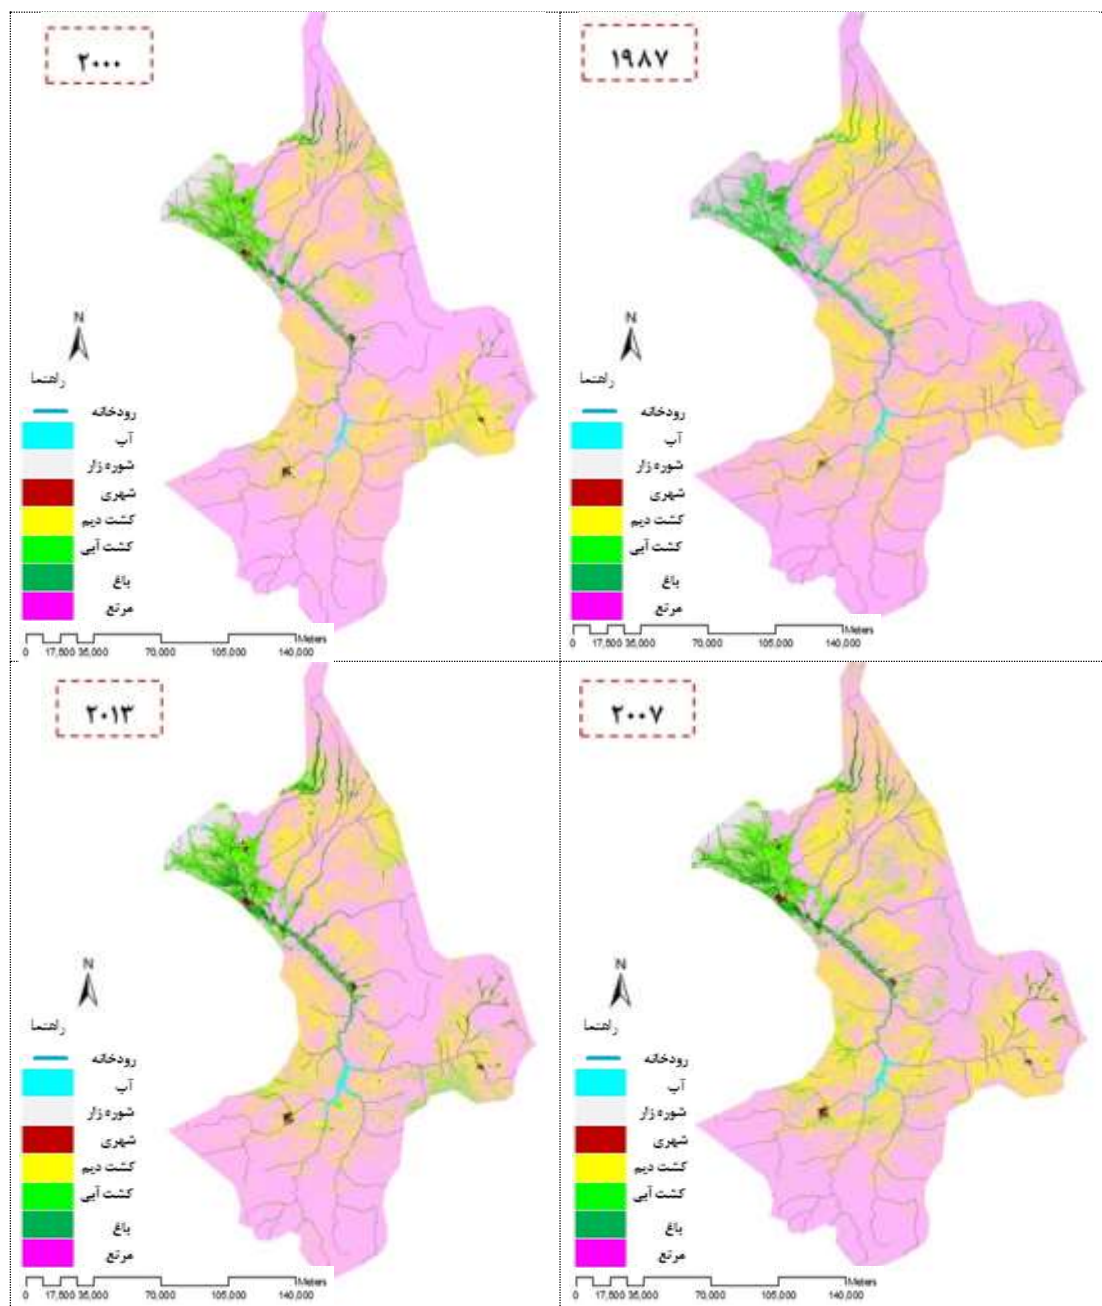 ۱۹۸۷
N
راهنما
رودخانه
آب
شوره زار
شهری
کشت دیم
کشت آبی
باغ
مرتع
Meters
0 17,500 35,000 70,000 105,000 140,000
۲۰۰۰
N
راهنما
رودخانه
آب
شوره زار
شهری
کشت دیم
کشت آبی
باغ
مرتع
Meters
0 17,500 35,000 70,000 105,000 140,000
۲۰۰۷
N
راهنما
رودخانه
آب
شوره زار
شهری
کشت دیم
کشت آبی
باغ
مرتع
Meters
0 17,500 35,000 70,000 105,000 140,000
۲۰۱۳
N
راهنما
رودخانه
آب
شوره زار
شهری
کشت دیم
کشت آبی
باغ
مرتع
Meters
0 17,500 35,000 70,000 105,000 140,000